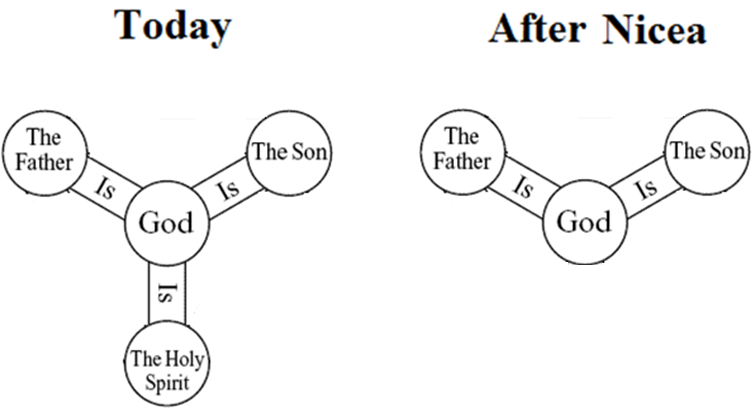 Today
The
Father
Is
God
Is
The Son
Is
The Holy
Spirit
After Nicea
The
Father
Is
God
Is
The Son